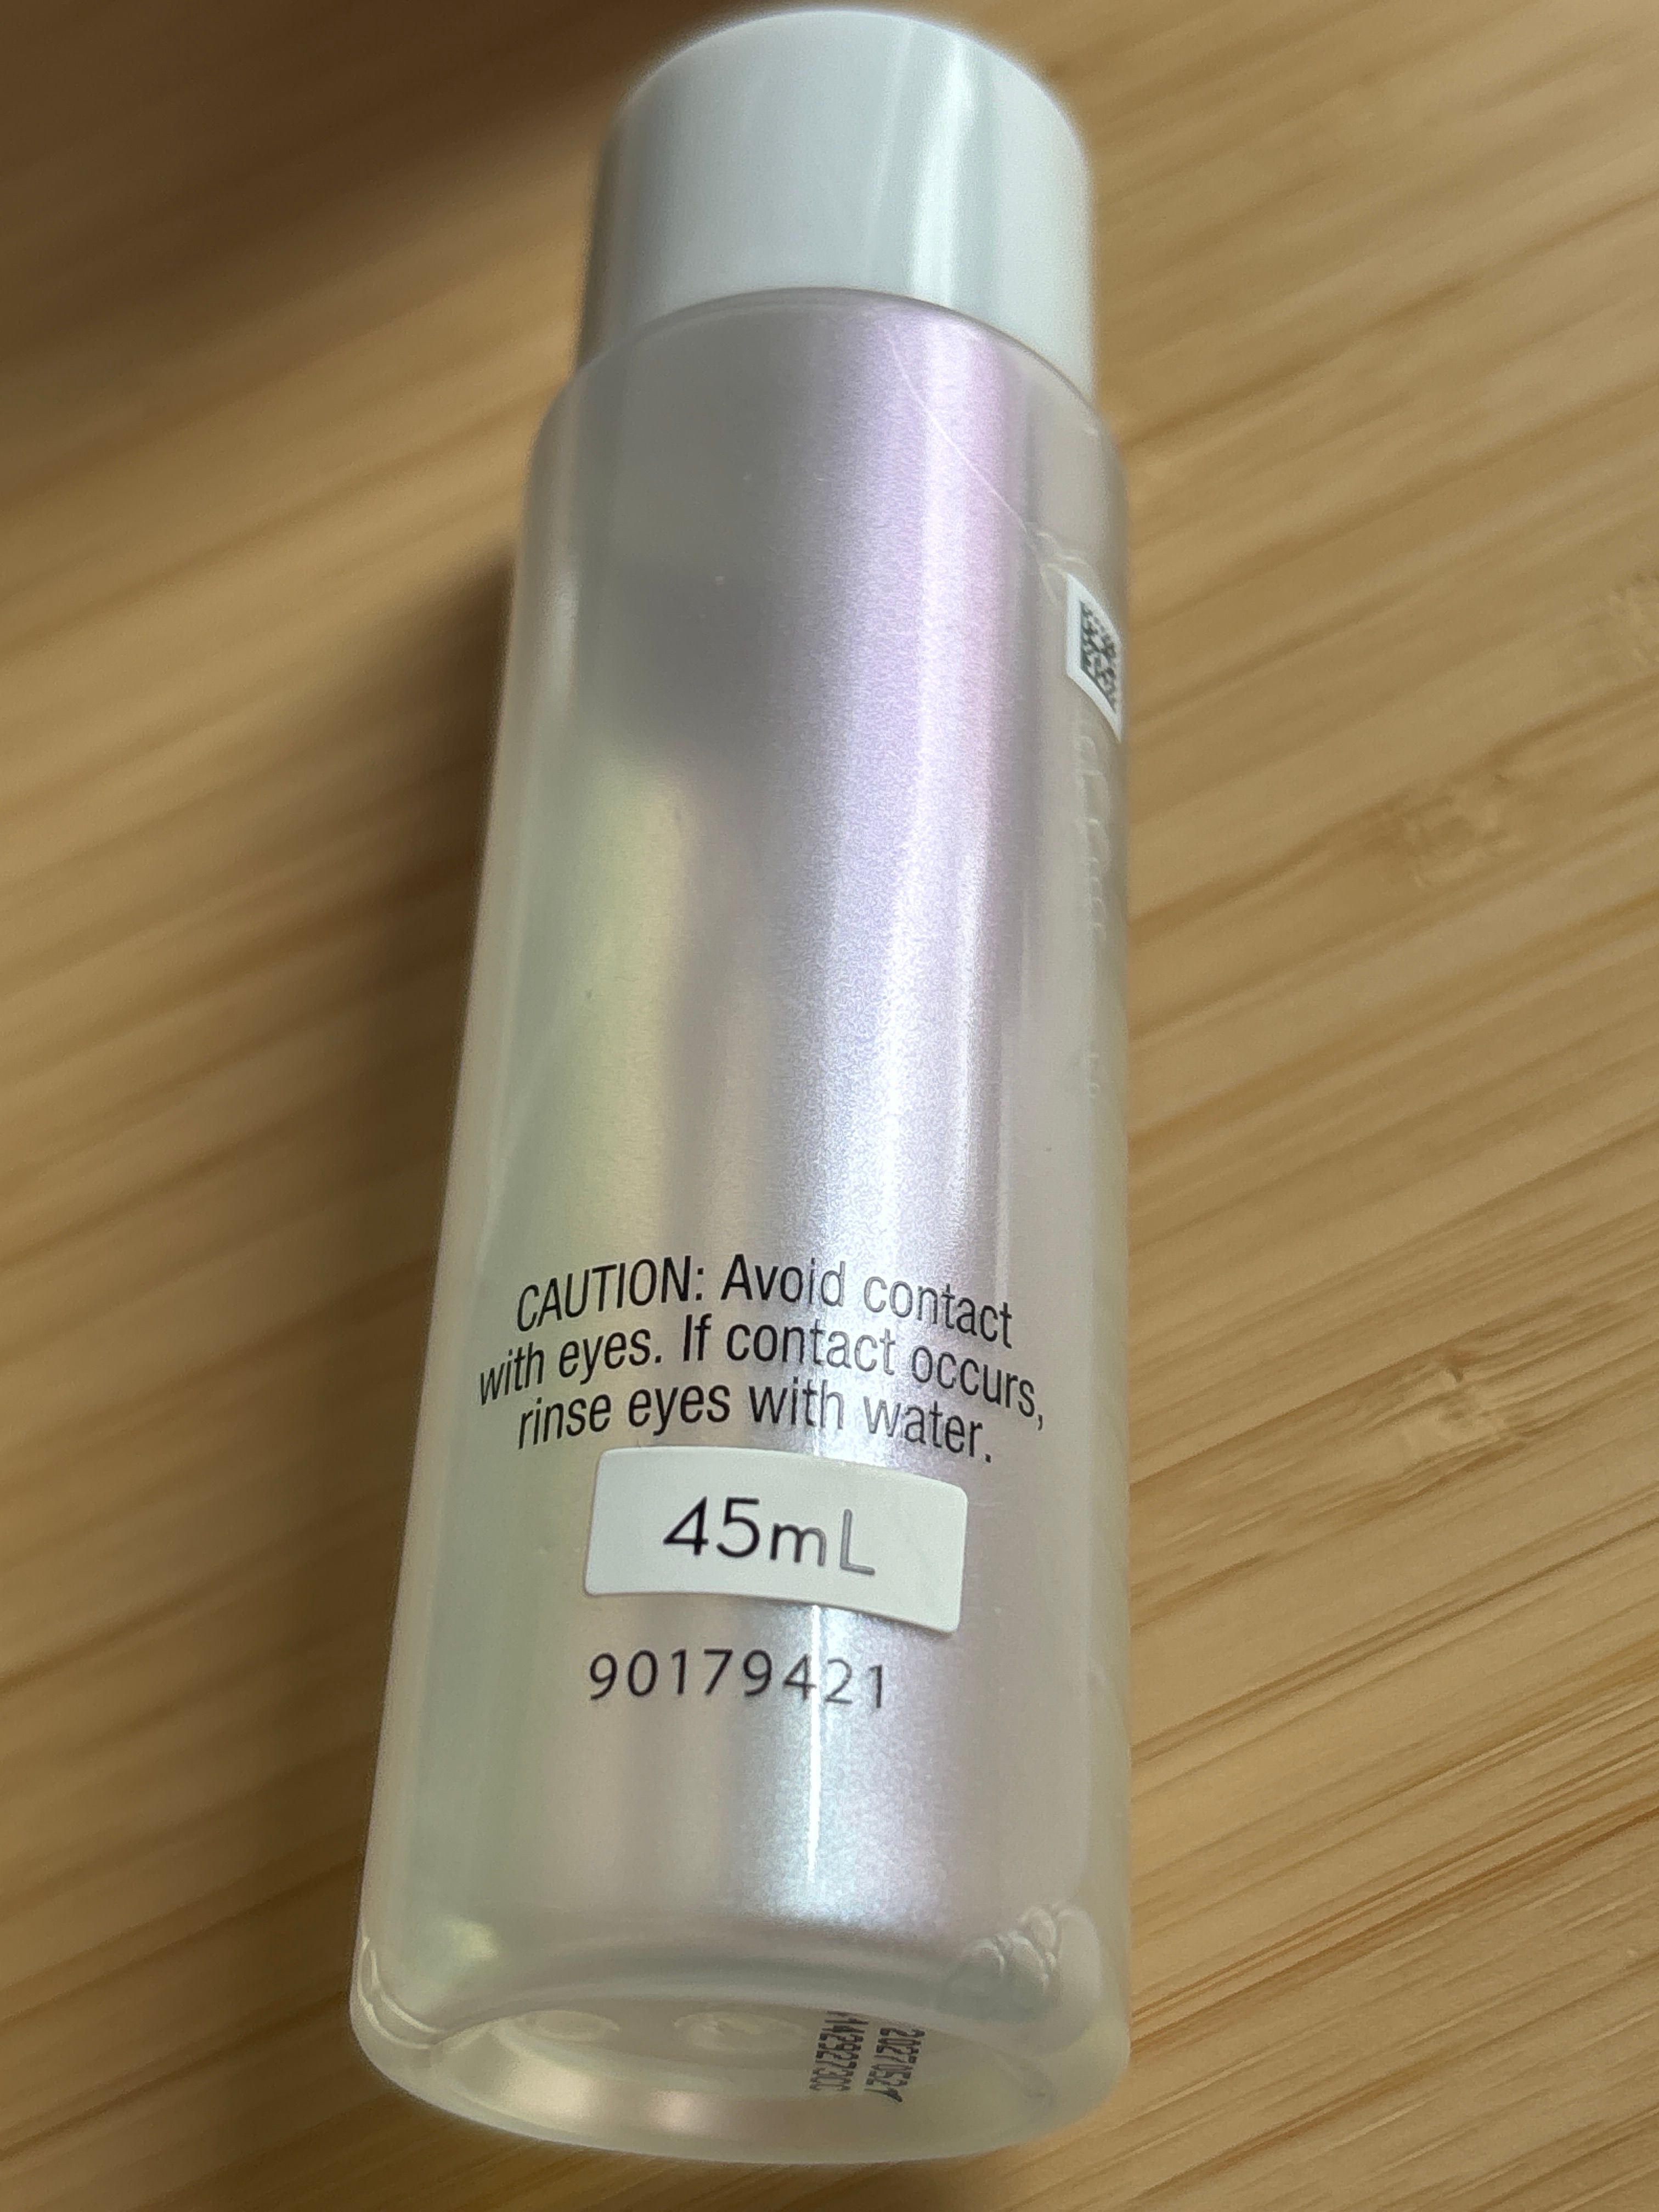 CAUTION: Avoid contact
with eyes. If contact occurs,
rinse eyes with water.
45mL
90179421